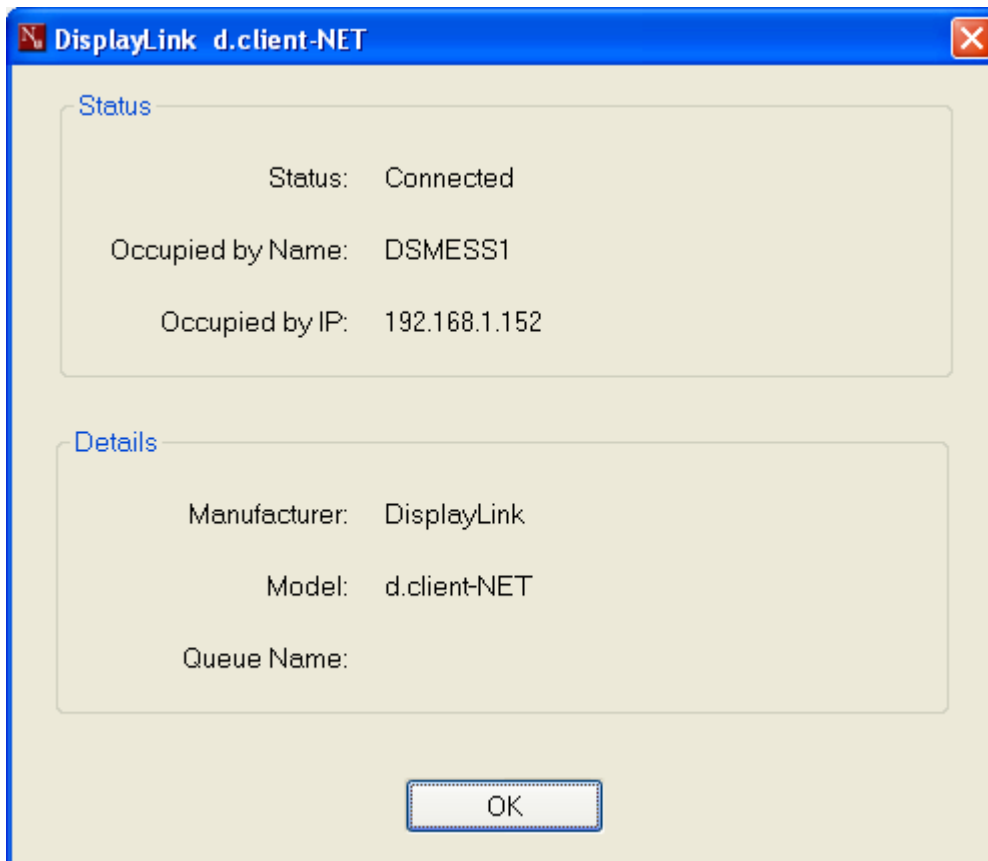 DisplayLink d.client-NET
Status
Status: Connected
Occupied by Name: DSMESS1
Occupied by IP: 192.168.1.152
Details
Manufacturer: DisplayLink
Model: d.client-NET
Queue Name:
OK